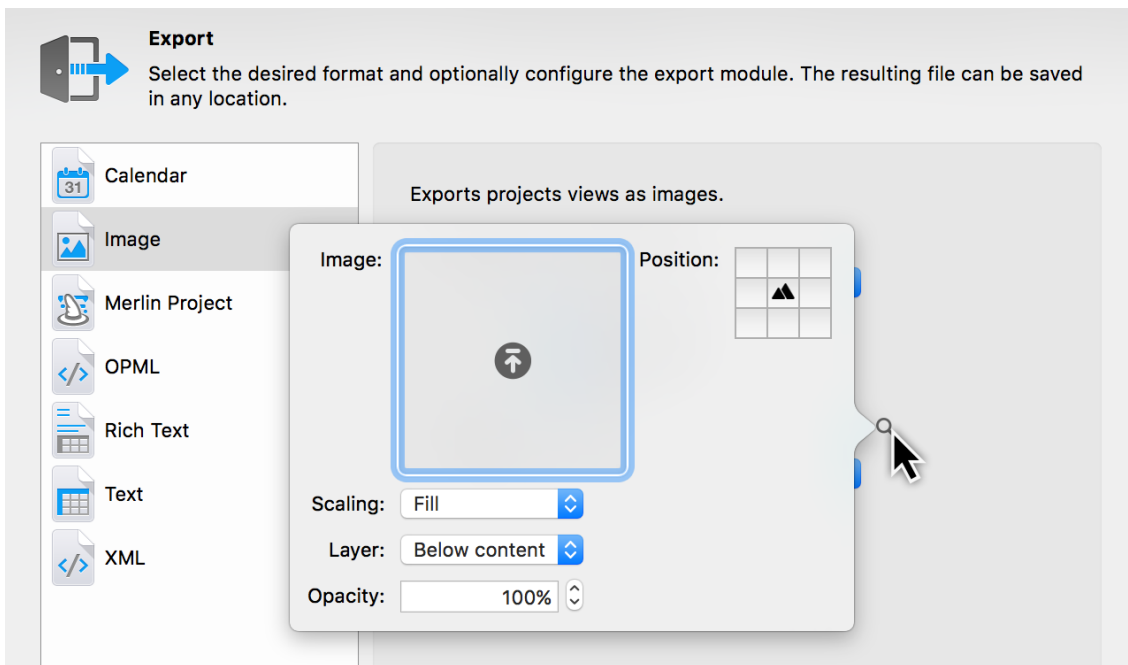 Export
Select the desired format and optionally configure the export module. The resulting file can be saved
in any location.
31
Calendar
Image
Merlin Project
</>
OPML
Rich Text
Text
</>
XML
Exports projects views as images.
Image:
Position:
Scaling:
Fill
Layer:
Below content
Opacity:
100%